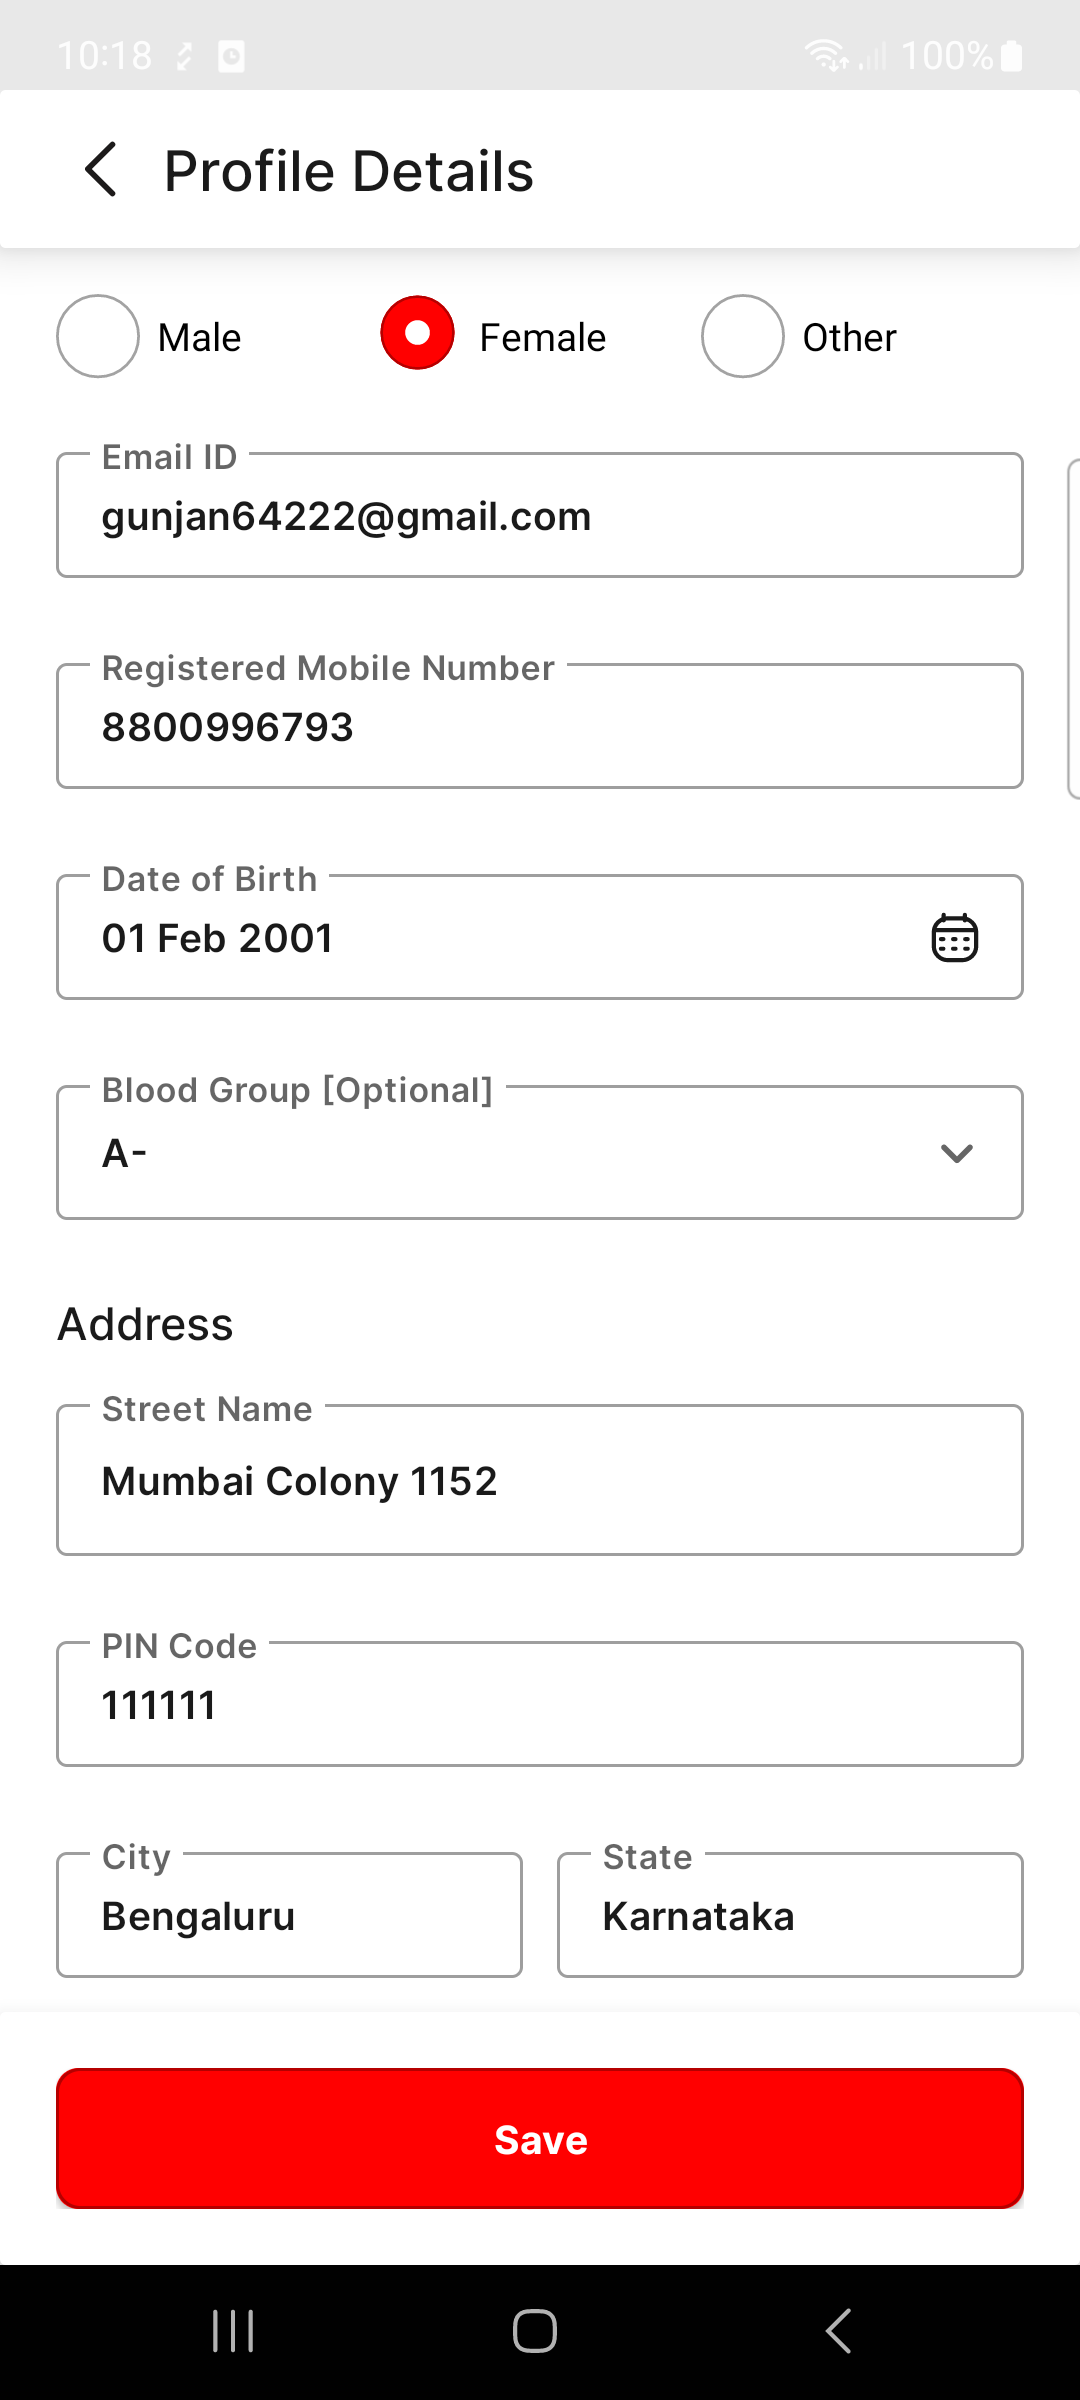 10:18 100%
Profile Details
Male Female Other
Email ID
gunjan64222@gmail.com
Registered Mobile Number
8800996793
Date of Birth
01 Feb 2001
Blood Group [Optional]
A-
Address
Street Name
Mumbai Colony 1152
PIN Code
111111
City State
Bengaluru Karnataka
Save